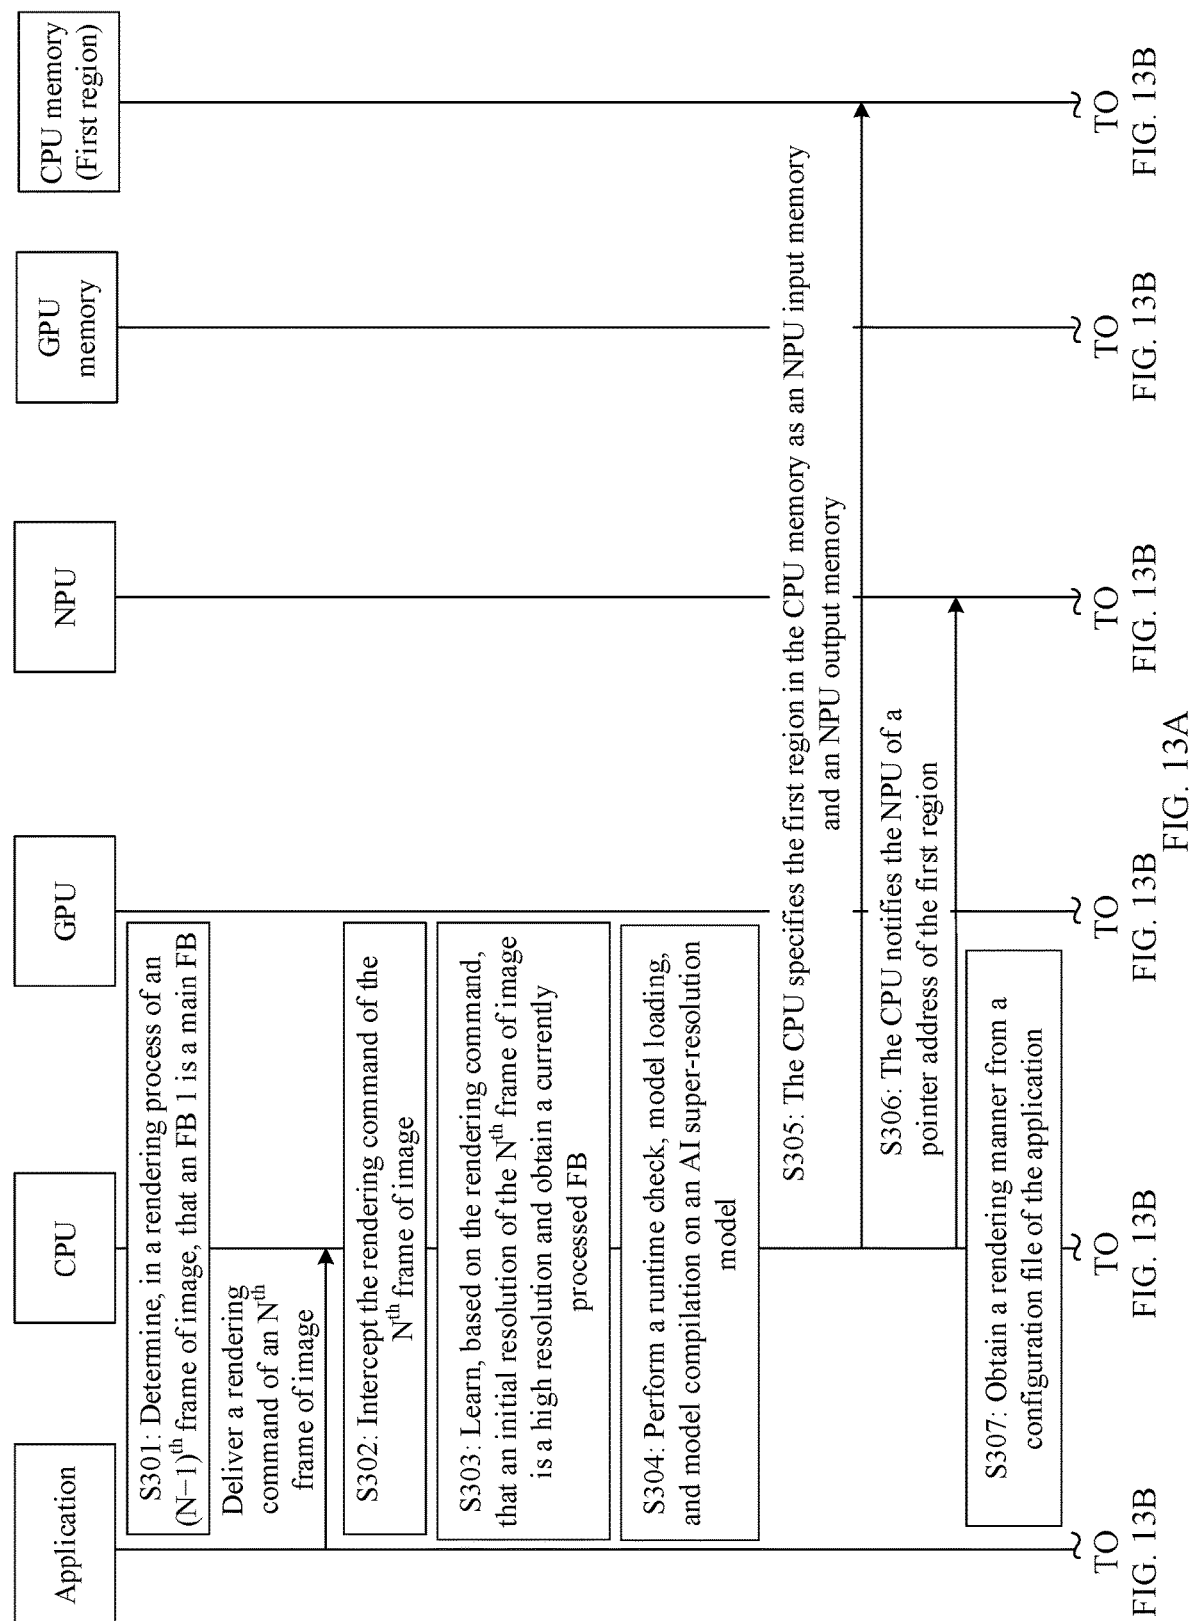 Application
CPU
GPU
NPU
GPU
memory
CPU memory
(First region)
S301: Determine, in a rendering process of an
(N−1)th frame of image, that an FB 1 is a main FB
Deliver a rendering
command of an Nth
frame of image
S302: Intercept the rendering command of the
Nth frame of image
S303: Learn, based on the rendering command,
that an initial resolution of the Nth frame of image
is a high resolution and obtain a currently
processed FB
S304: Perform a runtime check, model loading,
and model compilation on an AI super-resolution
model
S305: The CPU specifies the first region in the CPU memory as an NPU input memory
and an NPU output memory
S306: The CPU notifies the NPU of a
pointer address of the first region
S307: Obtain a rendering manner from a
configuration file of the application
TO
FIG. 13B
TO
FIG. 13B
TO
FIG. 13B
TO
FIG. 13B
TO
FIG. 13B
TO
FIG. 13B
FIG. 13A